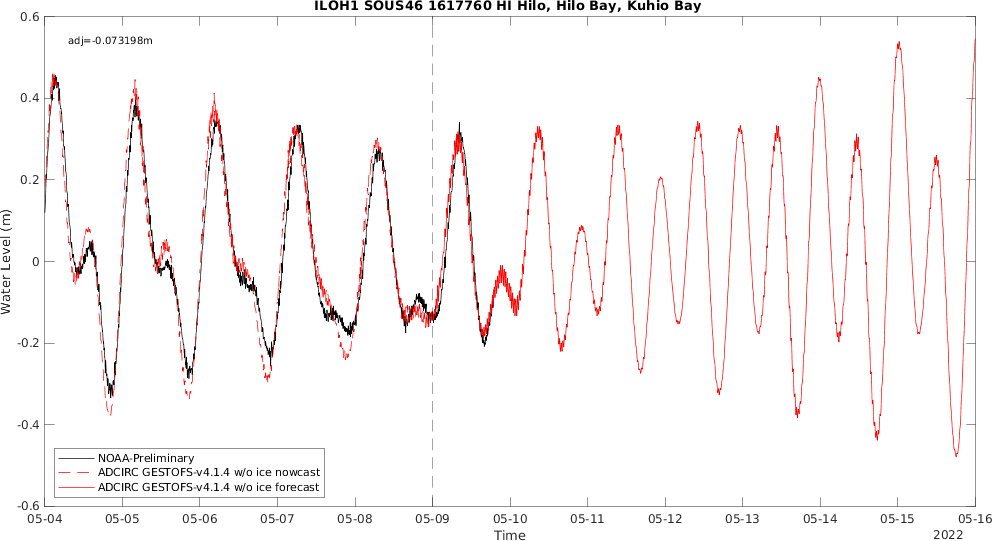 ILOH1 SOUS46 1617760 HI Hilo, Hilo Bay, Kuhio Bay
adj=-0.073198m
0.6
0.4
0.2
0
-0.2
-0.4
-0.6
Water Level (m)
NOAA-Preliminary
ADCIRC GESTOFS-v4.1.4 w/o ice nowcast
ADCIRC GESTOFS-v4.1.4 w/o ice forecast
05-04 05-05 05-06 05-07 05-08 05-09 05-10 05-11 05-12 05-13 05-14 05-15 05-16
Time
2022